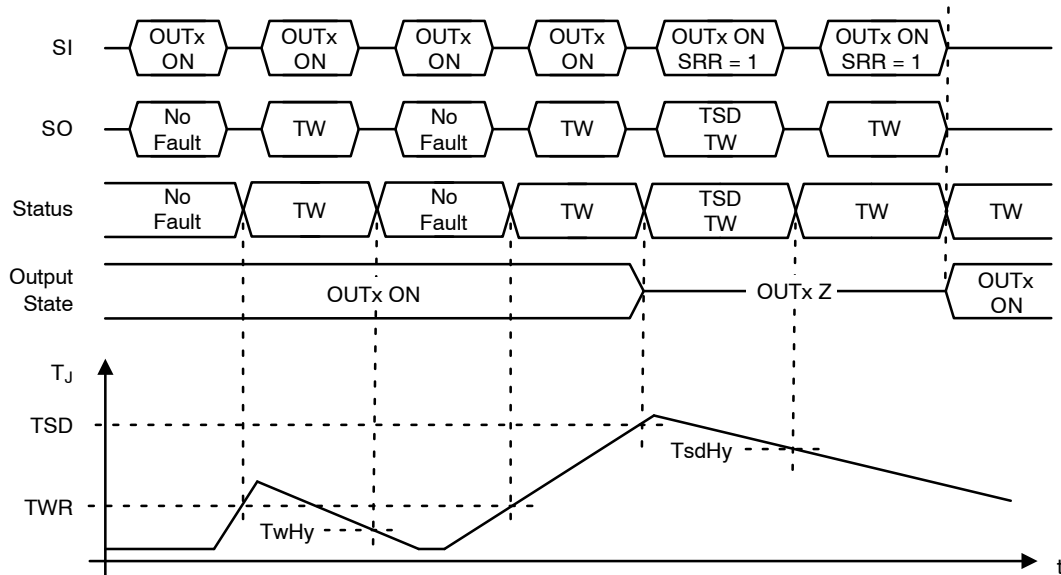 SI
OUTx
ON
OUTx
ON
OUTx
ON
OUTx
ON
OUTx ON
SRR = 1
OUTx ON
SRR = 1
SO
No
Fault
TW
No
Fault
TW
TSD
TW
TW
Status
No
Fault
TW
No
Fault
TW
TSD
TW
TW
TW
Output
State
OUTx ON
OUTx Z
OUTx
ON
TJ
TSD
TsdHy
TWR
TwHy
t